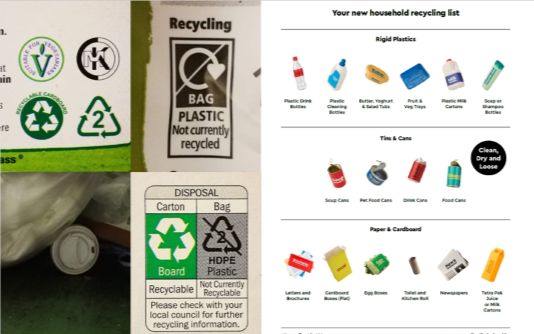 n.
SUITABLE FOR VEGETARIANS
V
K
at
ain
s
RECYCLABLE CARDBOARD
2
ere
ass®
Recycling
BAG
PLASTIC
Not currently
recycled
DISPOSAL
Carton Bag
2
HDPE
Board Plastic
Recyclable Not Currently
Recyclable
Please check with your
local council for further
recycling information.
Your new household recycling list
Rigid Plastics
Plastic Drink
Bottles
Plastic
Cleaning
Bottles
Butter, Yoghurt
& Salad Tubs
Fruit &
Veg Trays
Plastic Milk
Cartons
Soap or
Shampoo
Bottles
Tins & Cans
Clean,
Dry and
Loose
Soup Cans
Pet Food Cans
Drink Cans
Food Cans
Paper & Cardboard
Letters and
Brochures
Cardboard
Boxes (Flat)
Egg Boxes
Toilet and
Kitchen Roll
Newspapers
Tetra Pak
Juice
or Milk